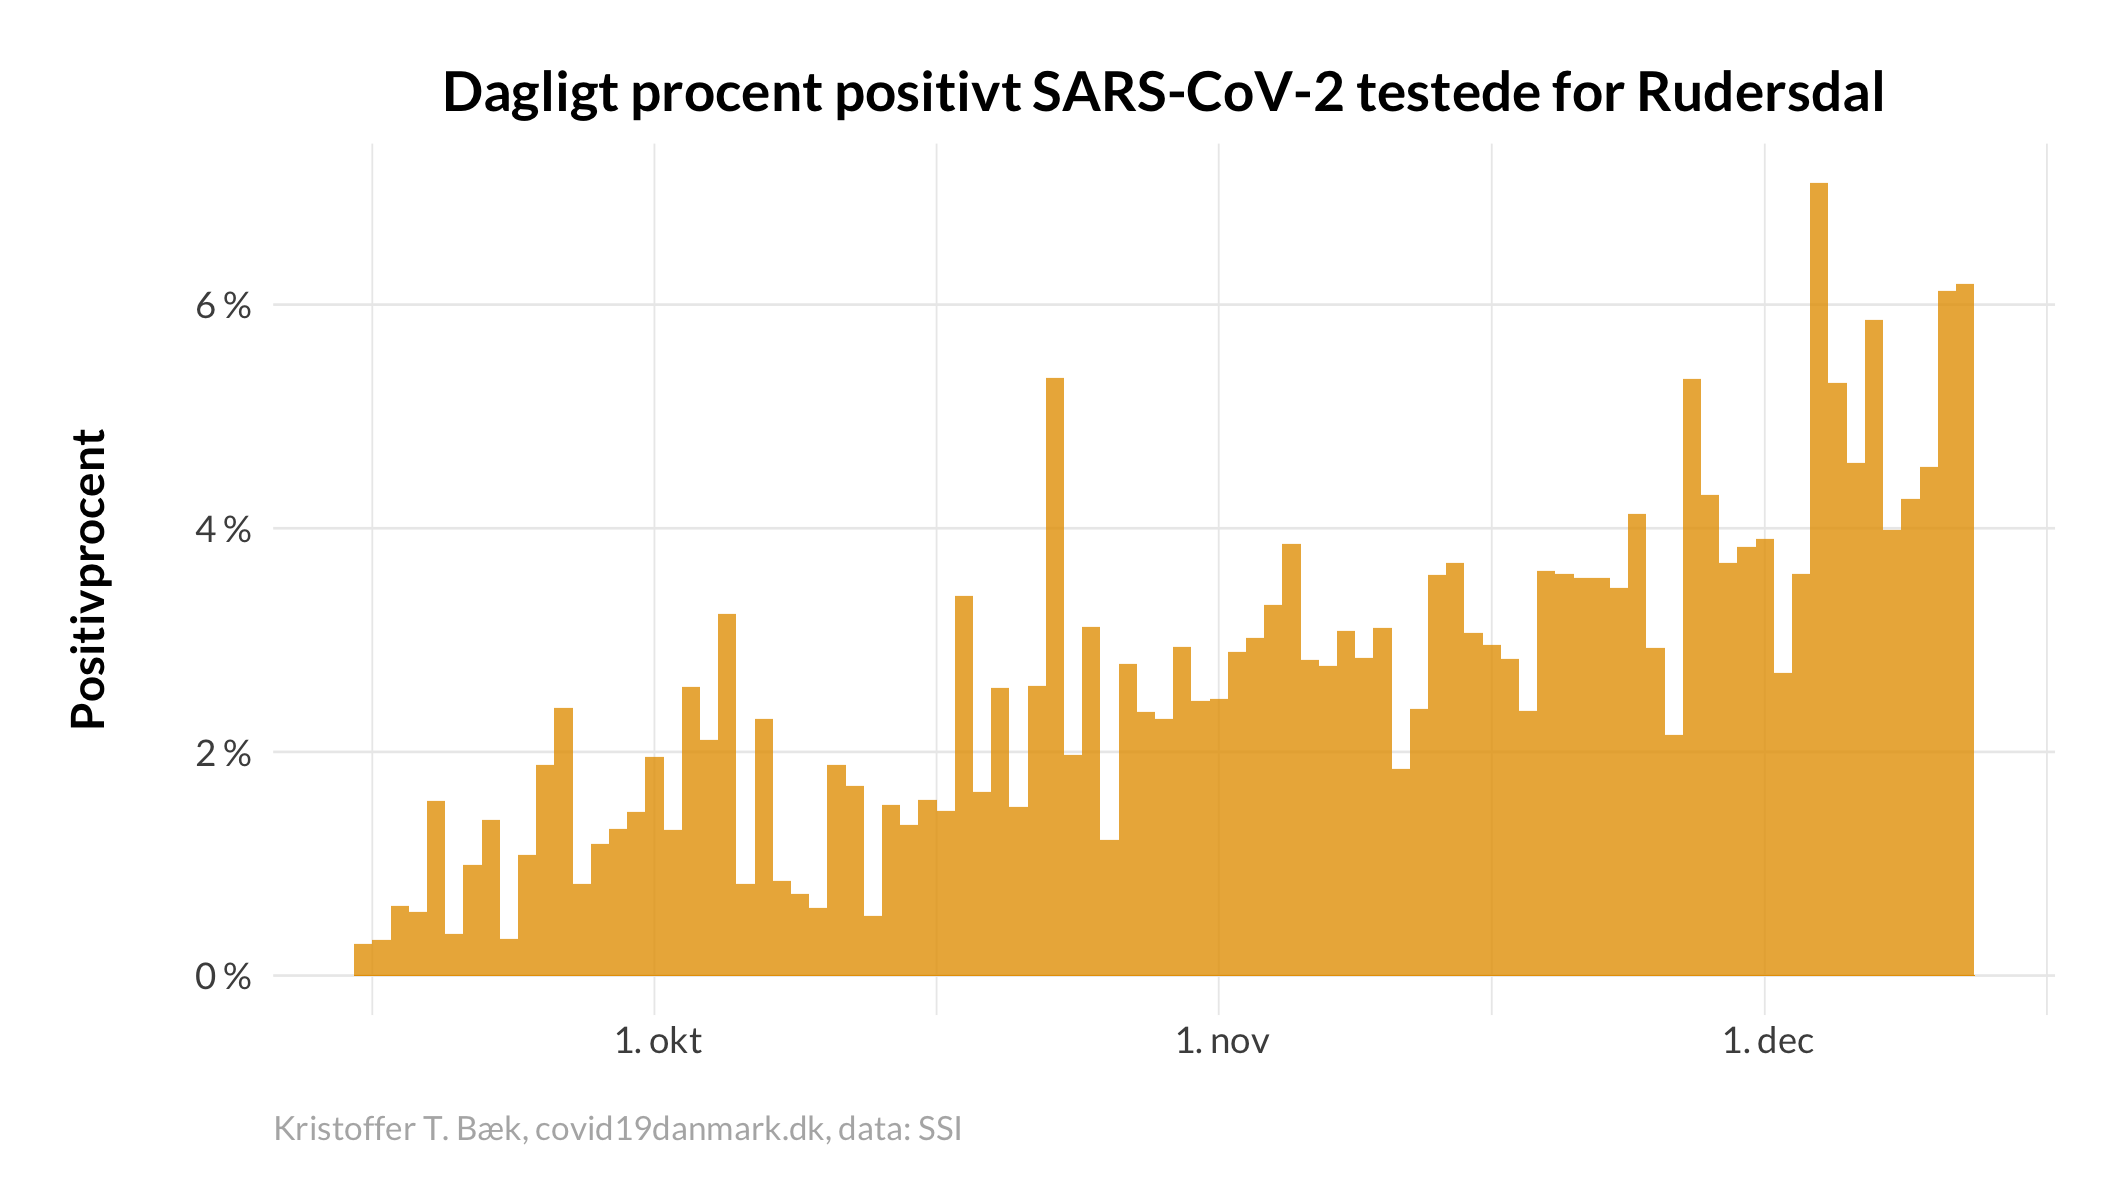 Dagligt procent positivt SARS-CoV-2 testede for Rudersdal
Positivprocent
6 %
4 %
2 %
0 %
1. okt
1. nov
1. dec
Kristoffer T. Bæk, covid19danmark.dk, data: SSI